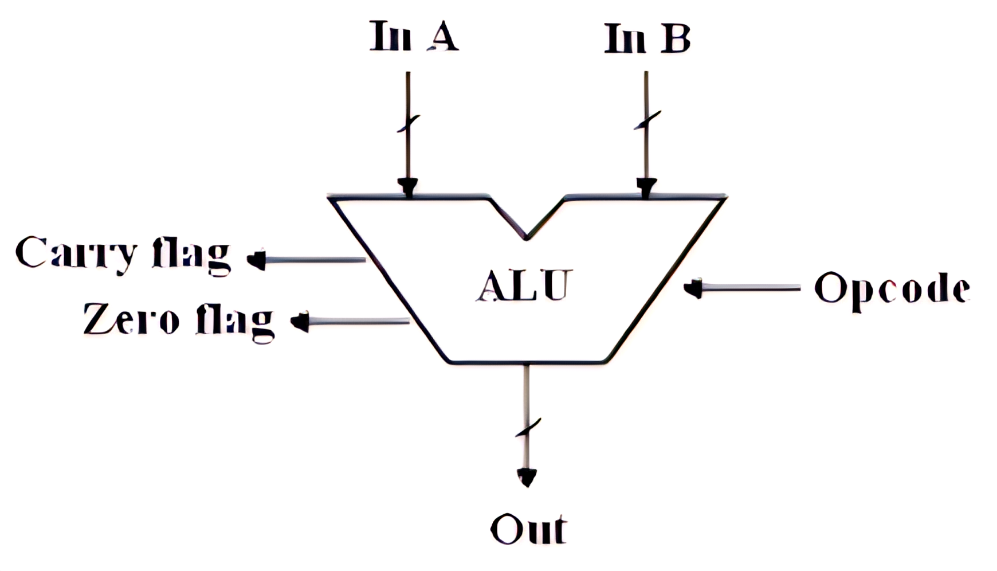 In A
In B
Carry flag
ALU
Opcode
Zero flag
Out